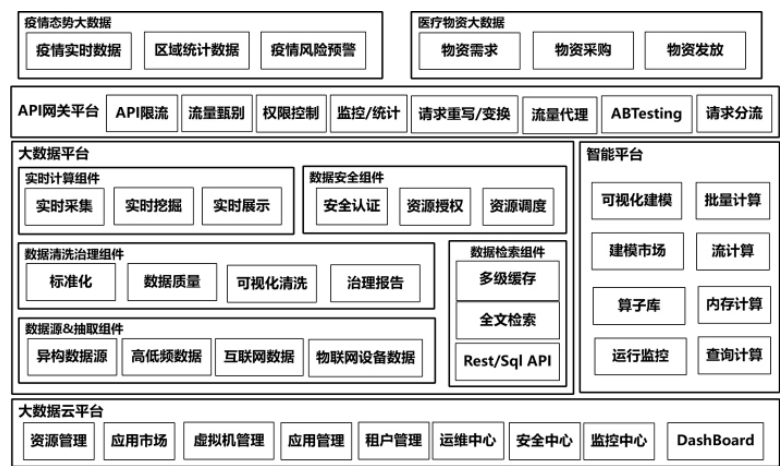 疫情态势大数据
疫情实时数据 区域统计数据 疫情风险预警
医疗物资大数据
物资需求 物资采购 物资发放
API网关平台 API限流 流量甄别 权限控制 监控/统计 请求重写/变换 流量代理 ABTesting 请求分流
大数据平台
实时计算组件
实时采集 实时挖掘 实时展示
数据安全组件
安全认证 资源授权 资源调度
数据清洗治理组件
标准化 数据质量 可视化清洗 治理报告
数据源&抽取组件
异构数据源 高低频数据 互联网数据 物联网设备数据
数据检索组件
多级缓存
全文检索
Rest/Sql API
智能平台
可视化建模 批量计算
建模市场 流计算
算子库 内存计算
运行监控 查询计算
大数据云平台
资源管理 应用市场 虚拟机管理 应用管理 租户管理 运维中心 安全中心 监控中心 DashBoard